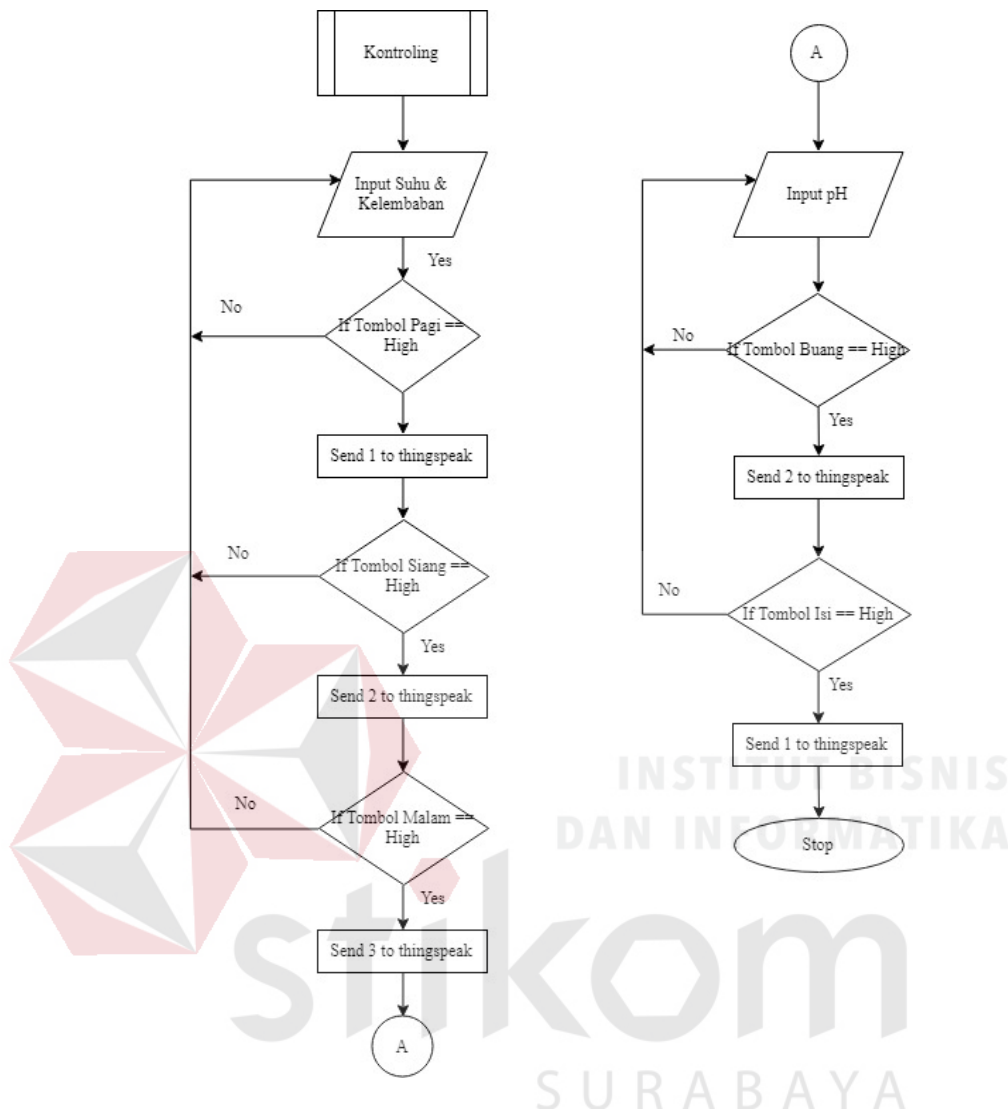 Kontroling
Input Suhu &
Kelembaban
Yes
No
If Tombol Pagi ==
High
Send 1 to thingspeak
No
If Tombol Siang ==
High
Yes
Send 2 to thingspeak
No
If Tombol Malam ==
High
Yes
Send 3 to thingspeak
A
A
Input pH
No
If Tombol Buang == High
Yes
Send 2 to thingspeak
No
If Tombol Isi == High
Yes
Send 1 to thingspeak
Stop
INSTITUT BISNIS
DAN INFORMATIKA
stikom
SURABAYA